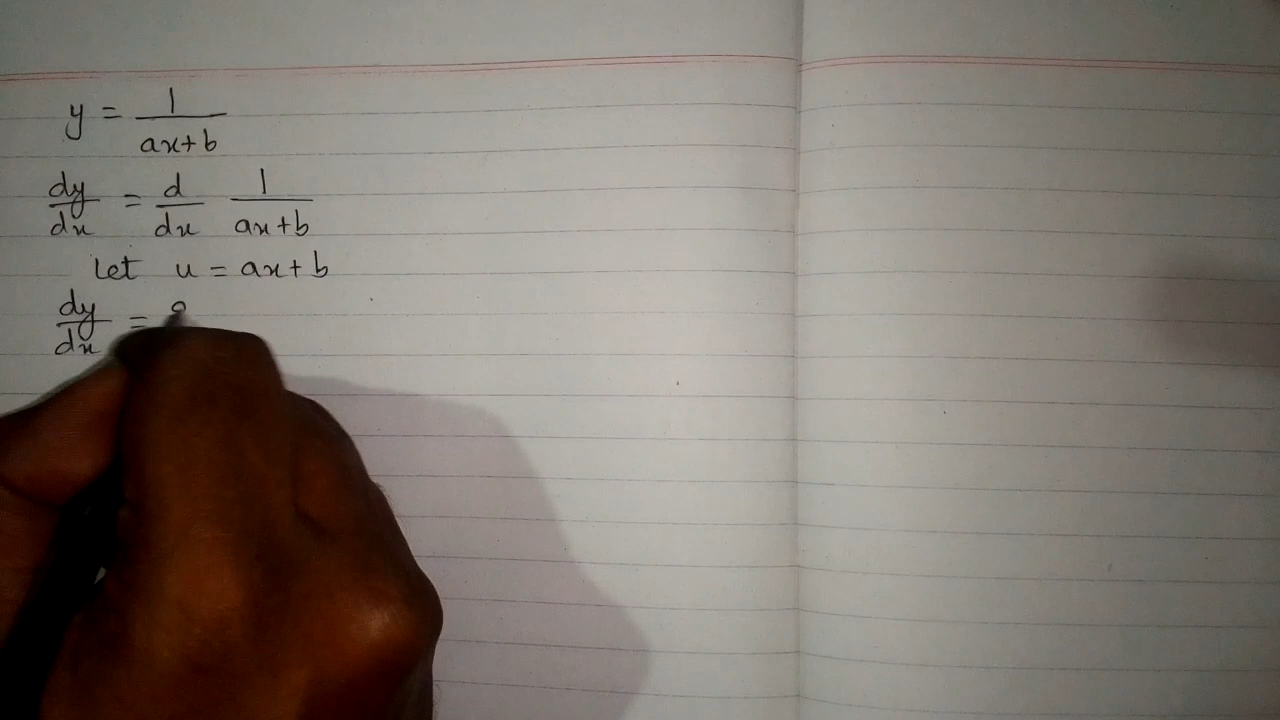 y = 1/(ax+b)
dy/dx = d/dx 1/(ax+b)
Let u = ax+b
dy/dx =